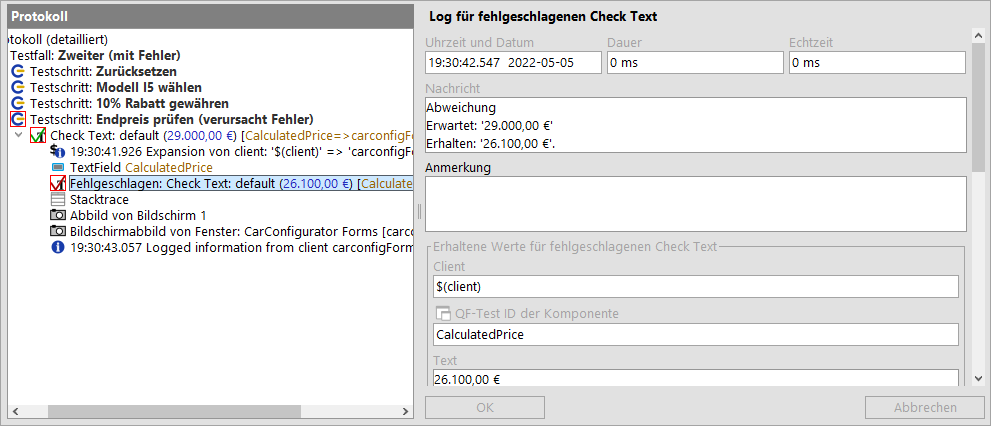 Protokoll
otokoll (detailliert)
Testfall: Zweiter (mit Fehler)
Testschritt: Zurücksetzen
Testschritt: Modell I5 wählen
Testschritt: 10% Rabatt gewähren
Testschritt: Endpreis prüfen (verursacht Fehler)
Check Text: default (29.000,00 €) [CalculatedPrice=>carconfigFo
19:30:41.926 Expansion von client: '$(client)' => 'carconfigFo
TextField CalculatedPrice
Fehlgeschlagen: Check Text: default (26.100,00 €) [Calculate
Stacktrace
Abbild von Bildschirm 1
Bildschirmabbild von Fenster: CarConfigurator Forms [carco
19:30:43.057 Logged information from client carconfigForm
Log für fehlgeschlagenen Check Text
Uhrzeit und Datum
Dauer
Echtzeit
19:30:42.547 2022-05-05
0 ms
0 ms
Nachricht
Abweichung
Erwartet: '29.000,00 €'
Erhalten: '26.100,00 €'.
Anmerkung
Erhaltene Werte für fehlgeschlagenen Check Text
Client
$(client)
QF-Test ID der Komponente
CalculatedPrice
Text
26.100,00 €
OK
Abbrechen